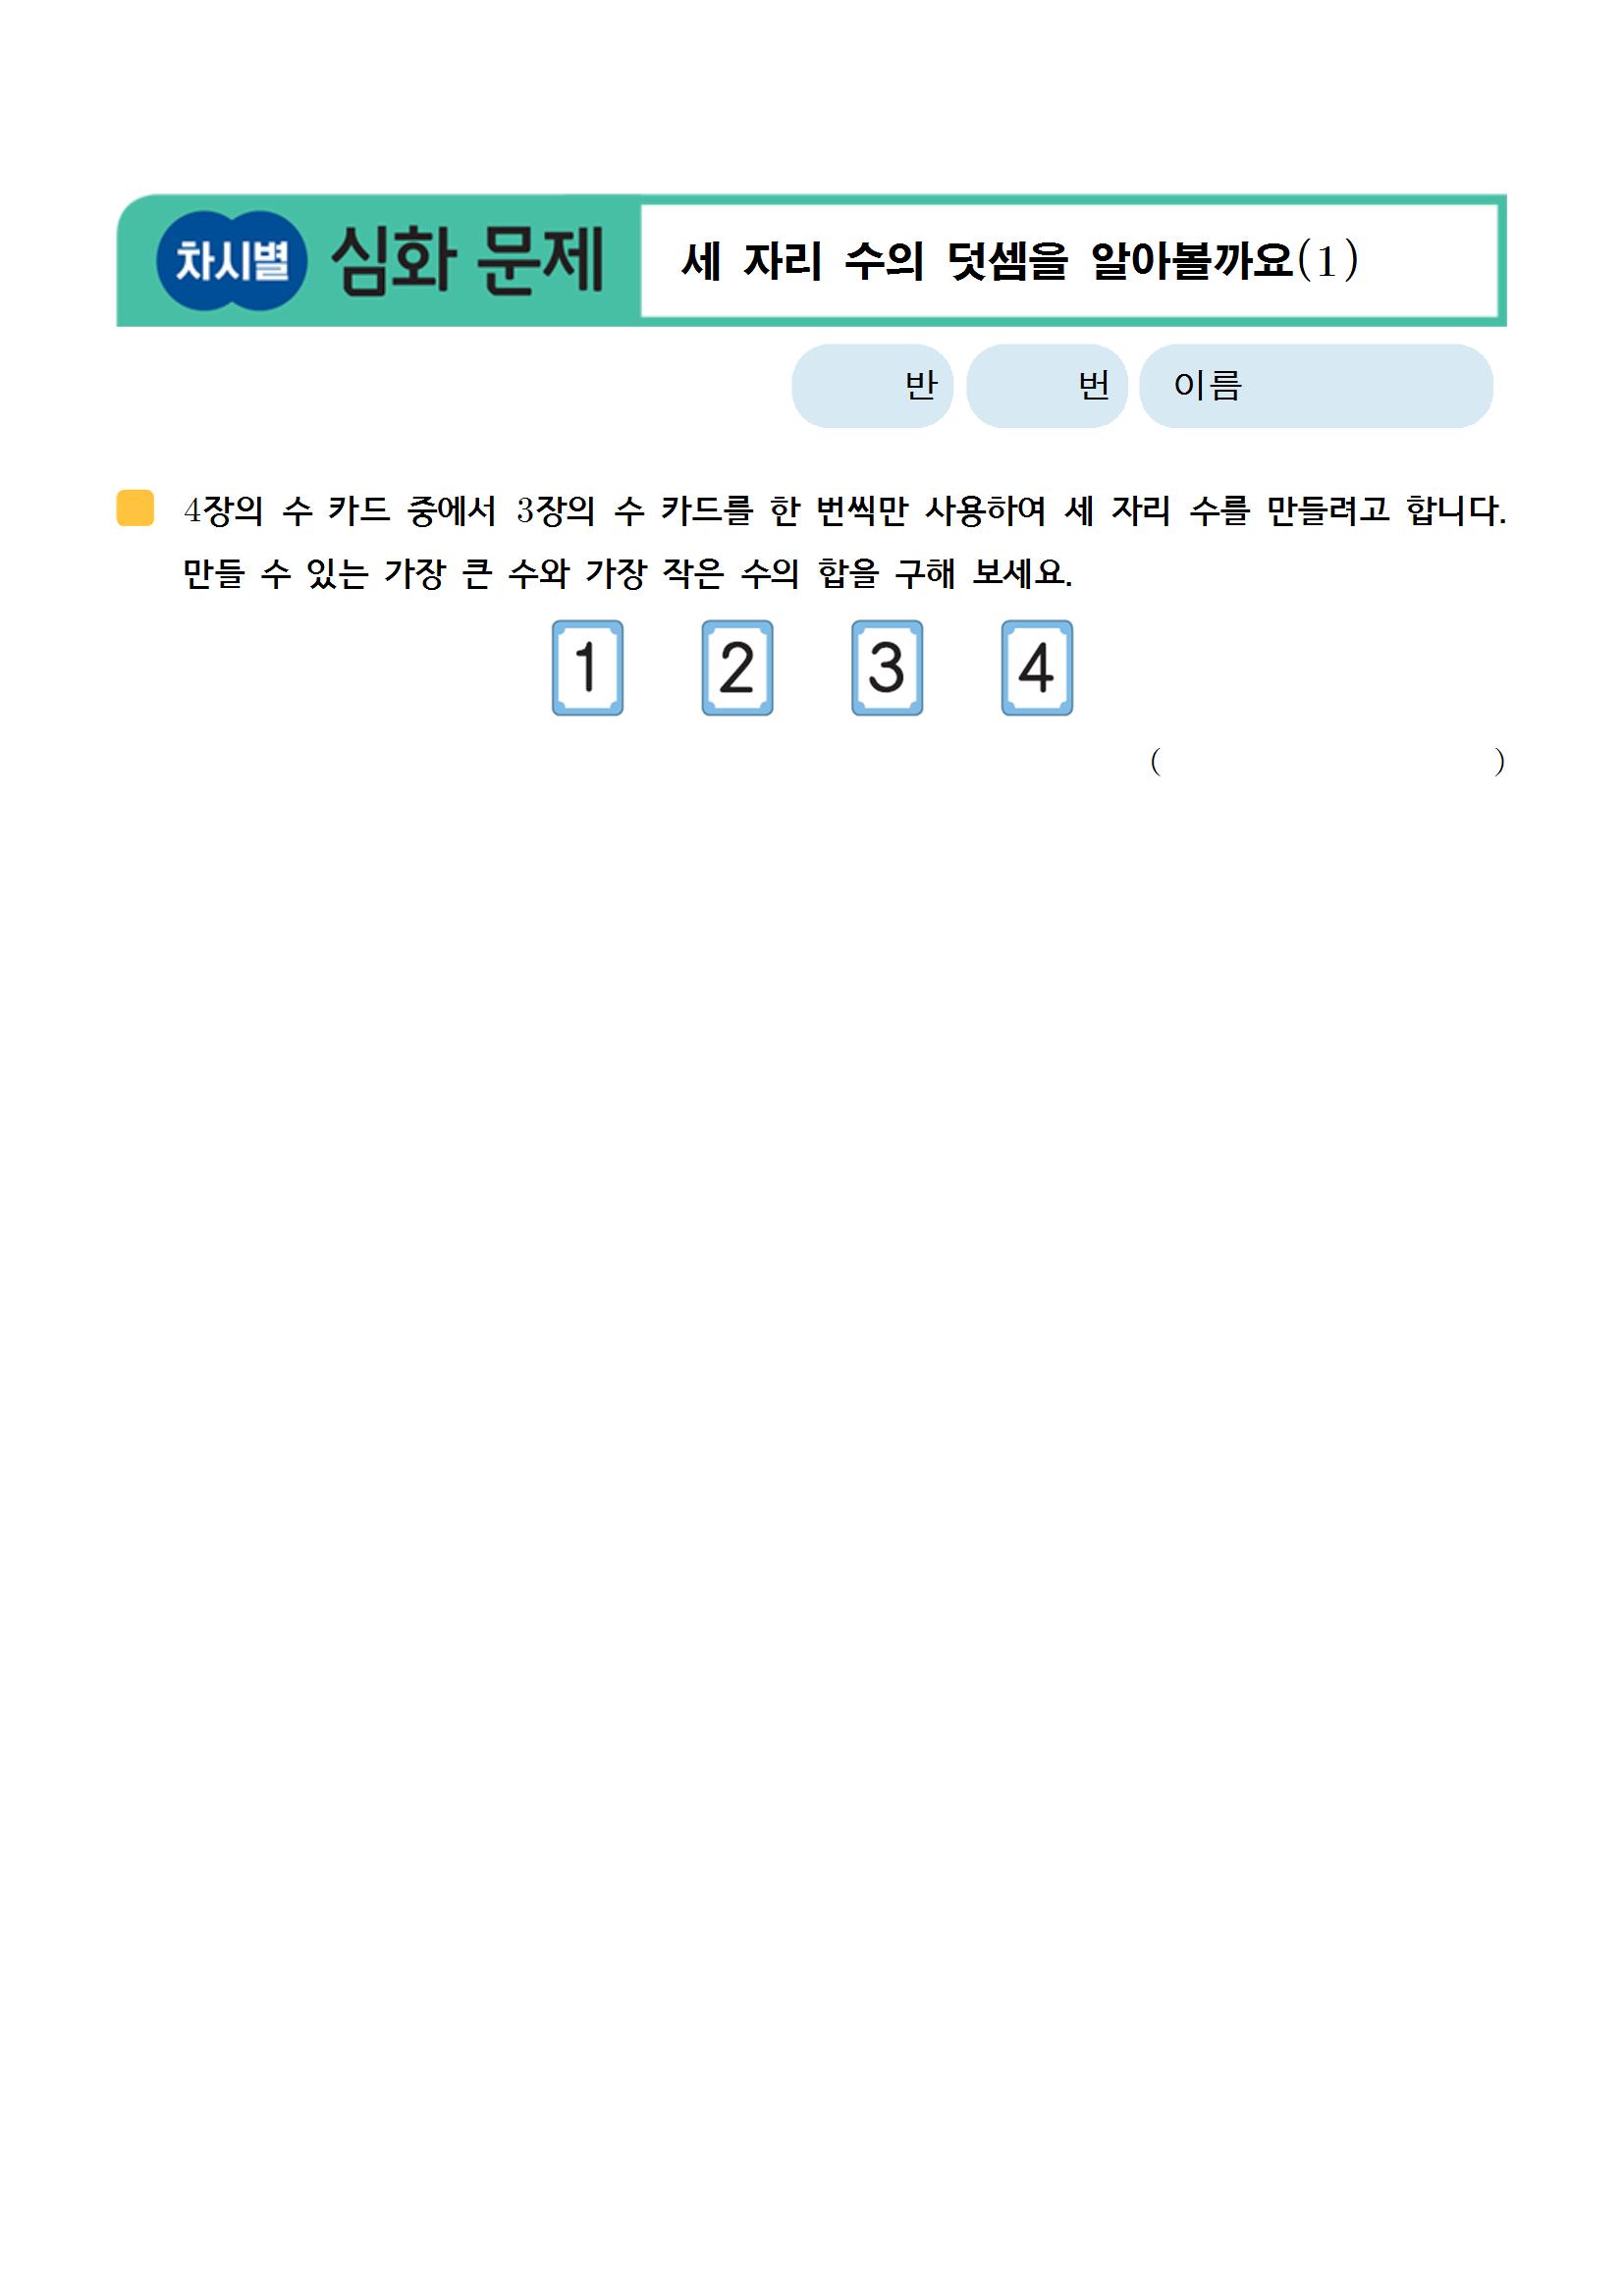 차시별 심화 문제 세 자리 수의 덧셈을 알아볼까요(1)
반 번 이름
4장의 수 카드 중에서 3장의 수 카드를 한 번씩만 사용하여 세 자리 수를 만들려고 합니다.
만들 수 있는 가장 큰 수와 가장 작은 수의 합을 구해 보세요.
1 2 3 4
( )